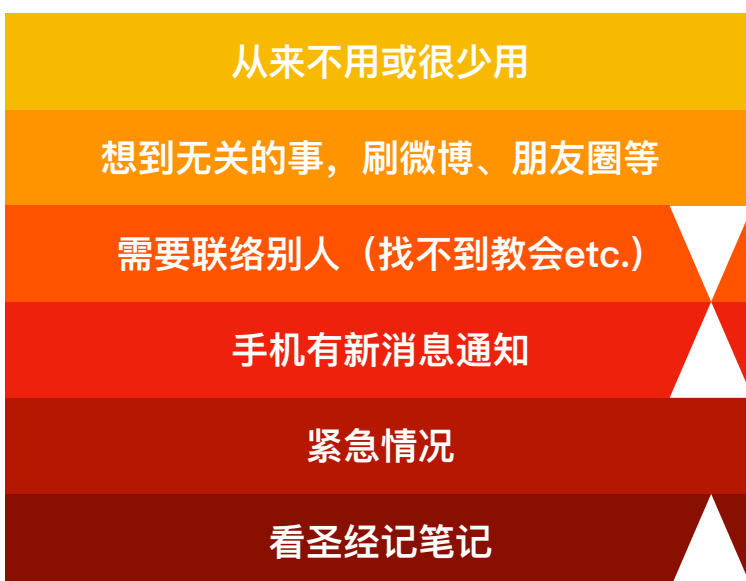 从来不用或很少用
想到无关的事，刷微博、朋友圈等
需要联络别人（找不到教会etc.）
手机有新消息通知
紧急情况
看圣经记笔记